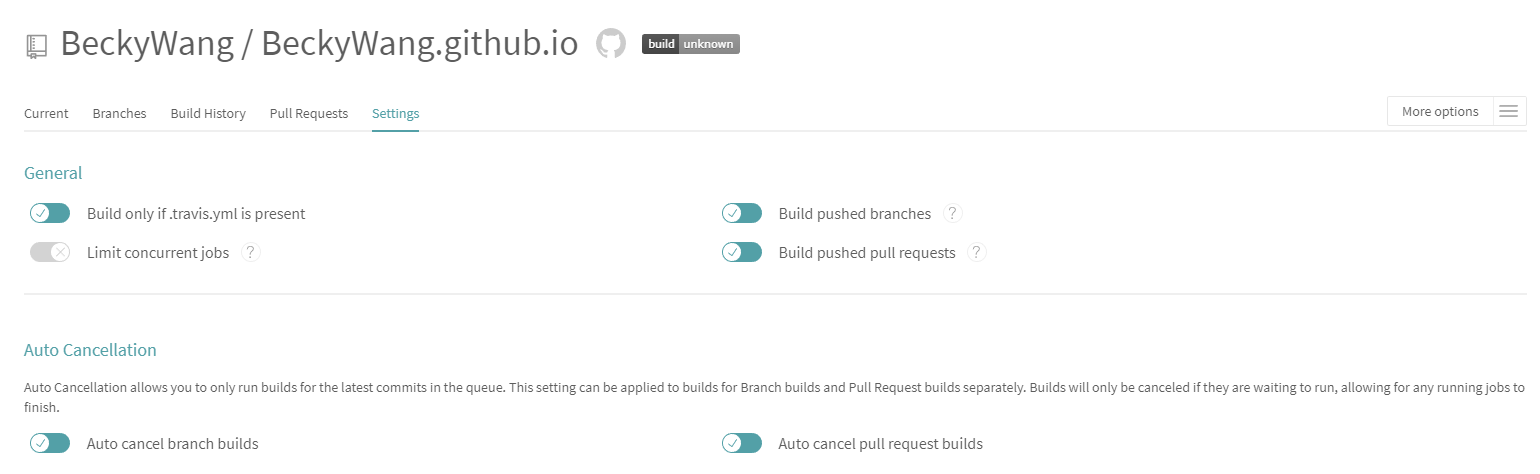 BeckyWang / BeckyWang.github.io build unknown
Current Branches Build History Pull Requests Settings More options
General
Build only if .travis.yml is present Build pushed branches ?
Limit concurrent jobs ? Build pushed pull requests ?
Auto Cancellation
Auto Cancellation allows you to only run builds for the latest commits in the queue. This setting can be applied to builds for Branch builds and Pull Request builds separately. Builds will only be canceled if they are waiting to run, allowing for any running jobs to
finish.
Auto cancel branch builds Auto cancel pull request builds